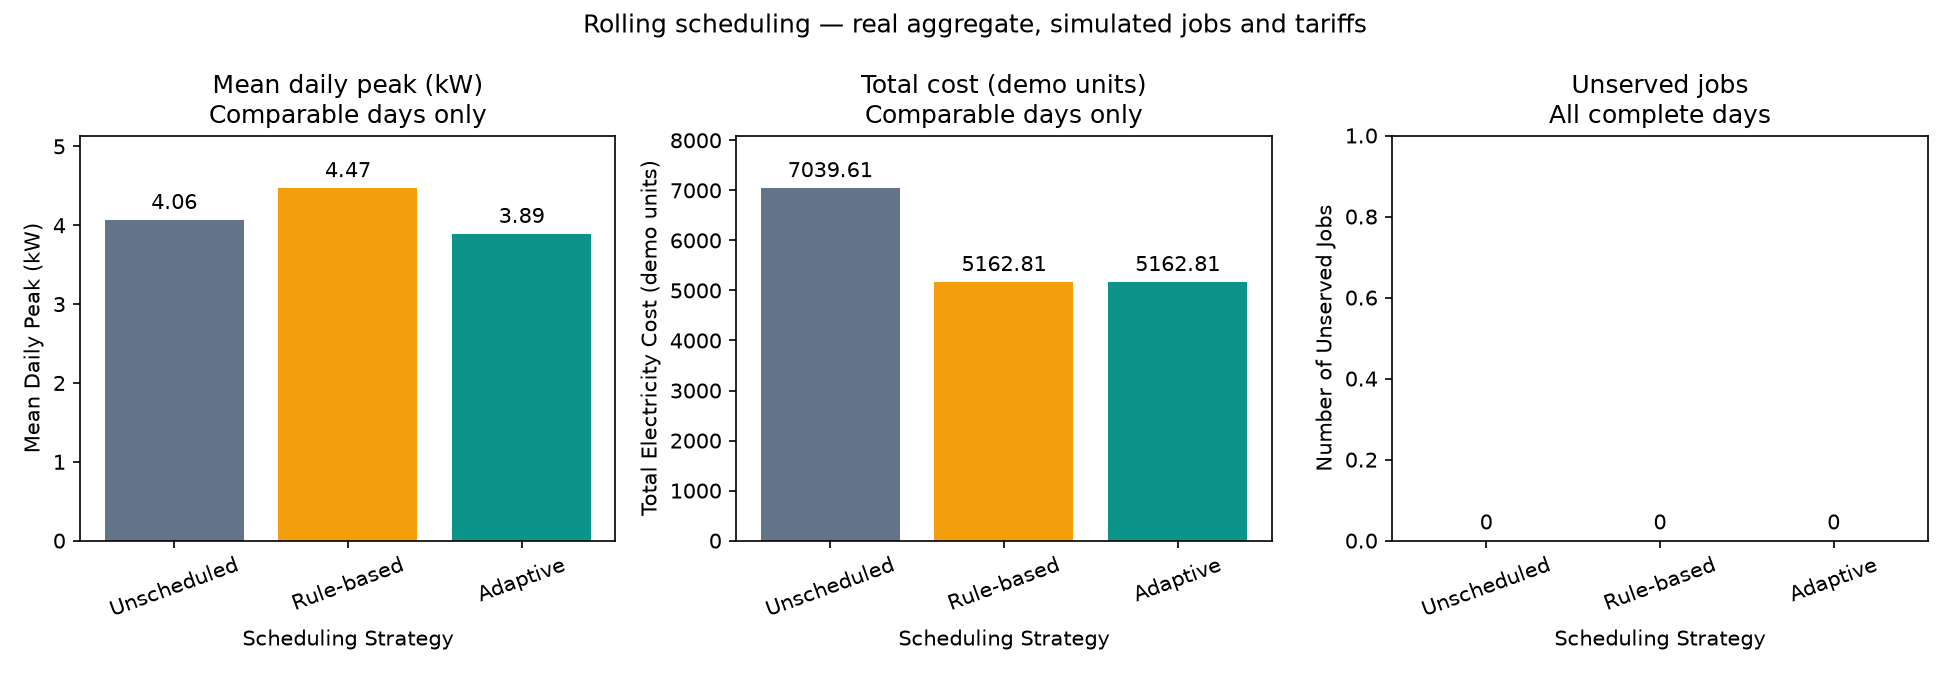 Rolling scheduling — real aggregate, simulated jobs and tariffs
Mean daily peak (kW)
Comparable days only
Mean Daily Peak (kW)
5
4
3
2
1
0
4.06
4.47
3.89
Unscheduled
Rule-based
Adaptive
Scheduling Strategy
Total cost (demo units)
Comparable days only
Total Electricity Cost (demo units)
8000
7000
6000
5000
4000
3000
2000
1000
0
7039.61
5162.81
5162.81
Unscheduled
Rule-based
Adaptive
Scheduling Strategy
Unserved jobs
All complete days
Number of Unserved Jobs
1.0
0.8
0.6
0.4
0.2
0.0
0
0
0
Unscheduled
Rule-based
Adaptive
Scheduling Strategy